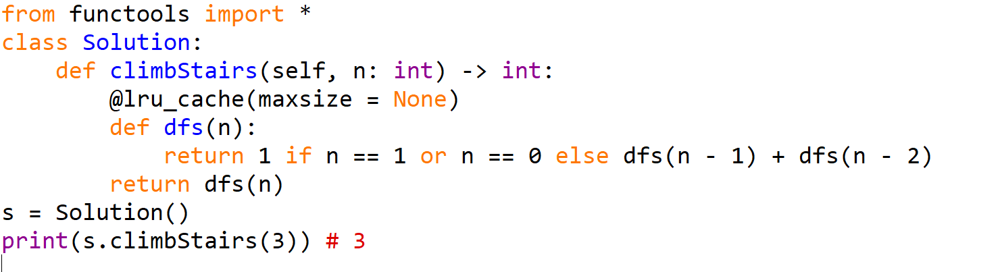 from functools import *
class Solution:
    def climbStairs(self, n: int) -> int:
        @lru_cache(maxsize = None)
        def dfs(n):
            return 1 if n == 1 or n == 0 else dfs(n - 1) + dfs(n - 2)
        return dfs(n)
s = Solution()
print(s.climbStairs(3)) # 3